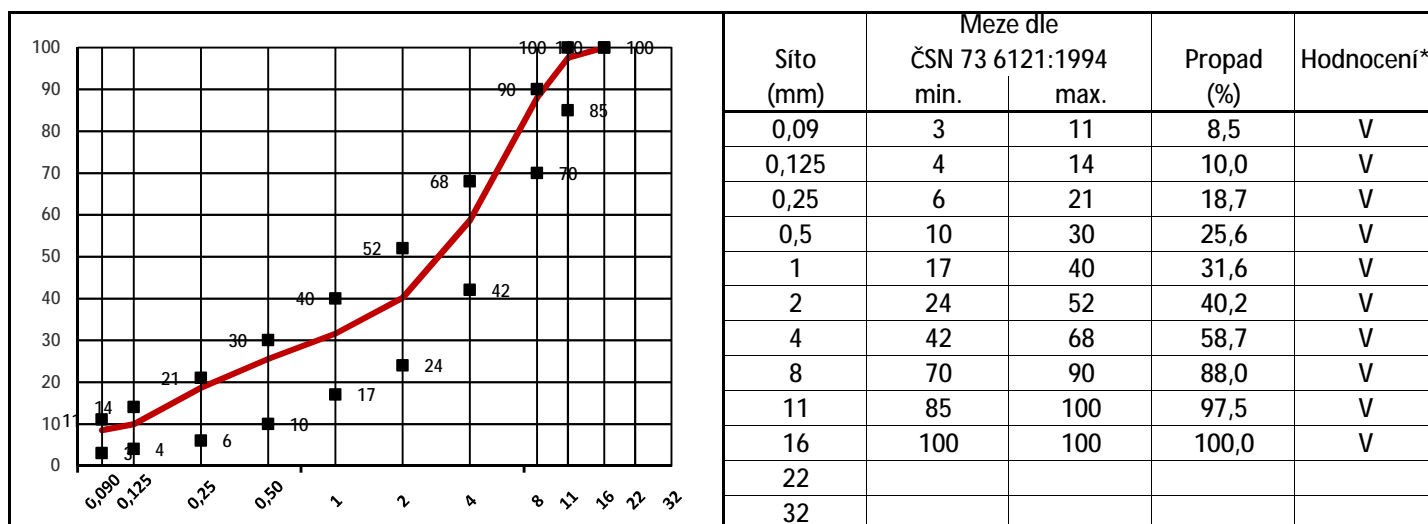 100
90
80
70
60
50
40
30
20
10
0
100 100 100
90 85
70
68
52
40 42
30
21 24
11 14 17
10
3 4 6
0,090 0,125 0,25 0,50 1 2 4 8 11 16 22 32
Meze dle
Síto ČSN 73 6121:1994 Propad Hodnocení*
(mm) min. max. (%)
0,09 3 11 8,5 V
0,125 4 14 10,0 V
0,25 6 21 18,7 V
0,5 10 30 25,6 V
1 17 40 31,6 V
2 24 52 40,2 V
4 42 68 58,7 V
8 70 90 88,0 V
11 85 100 97,5 V
16 100 100 100,0 V
22
32